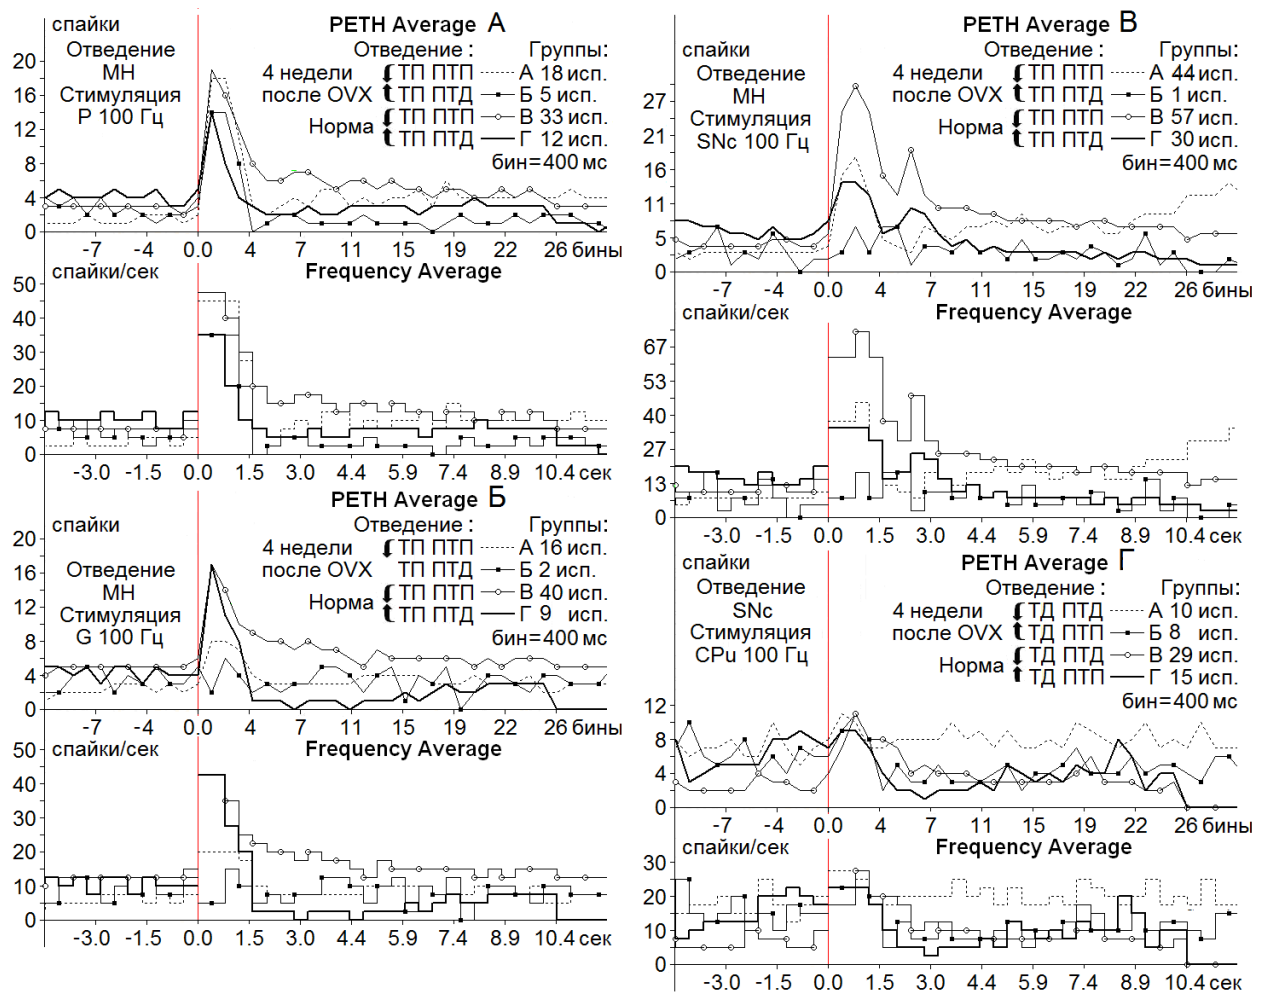 спайки
PETH Average А
Отведение
МН
Стимуляция
P 100 Гц
Отведение :
Группы:
4 недели
после OVX
Норма
ТП ПТП
А 18 исп.
ТП ПТД
Б 5 исп.
ТП ПТП
В 33 исп.
ТП ПТД
Г 12 исп.
бин=400 мс
20
16
12
8
4
0
-7 -4 0.0 4 7 11 15 19 22 26 бины
спайки/сек
Frequency Average
50
40
30
20
10
0
-3.0 -1.5 0.0 1.5 3.0 4.4 5.9 7.4 8.9 10.4 сек
спайки
PETH Average Б
Отведение
МН
Стимуляция
G 100 Гц
Отведение :
Группы:
4 недели
после OVX
Норма
ТП ПТП
А 16 исп.
ТП ПТД
Б 2 исп.
ТП ПТП
В 40 исп.
ТП ПТД
Г 9 исп.
бин=400 мс
20
16
12
8
4
0
-7 -4 0.0 4 7 11 15 19 22 26 бины
спайки/сек
Frequency Average
50
40
30
20
10
0
-3.0 -1.5 0.0 1.5 3.0 4.4 5.9 7.4 8.9 10.4 сек
PETH Average В
спайки
Отведение
МН
Стимуляция
SNc 100 Гц
Отведение :
Группы:
4 недели
после OVX
Норма
ТП ПТП
А 44 исп.
ТП ПТД
Б 1 исп.
ТП ПТП
В 57 исп.
ТП ПТД
Г 30 исп.
бин=400 мс
27
21
16
11
5
0
-7 -4 0.0 4 7 11 15 19 22 26 бины
спайки/сек
Frequency Average
67
53
40
27
13
0
-3.0 -1.5 0.0 1.5 3.0 4.4 5.9 7.4 8.9 10.4 сек
спайки
PETH Average Г
Отведение
SNc
Стимуляция
CPu 100 Гц
Отведение :
Группы:
4 недели
после OVX
Норма
ТД ПТД
А 10 исп.
ТД ПТП
Б 8 исп.
ТД ПТД
В 29 исп.
ТД ПТП
Г 15 исп.
бин=400 мс
12
8
4
0
-7 -4 0.0 4 7 11 15 19 22 26 бины
спайки/сек
Frequency Average
30
20
10
0
-3.0 -1.5 0.0 1.5 3.0 4.4 5.9 7.4 8.9 10.4 сек